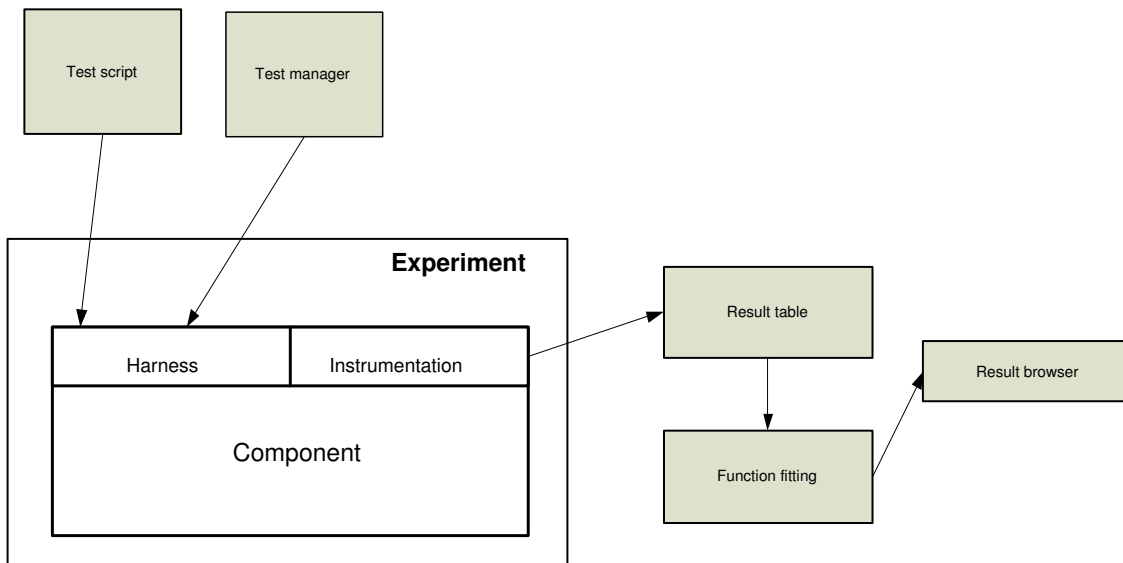 Test script
Test manager
Experiment
Harness
Instrumentation
Component
Result table
Function fitting
Result browser